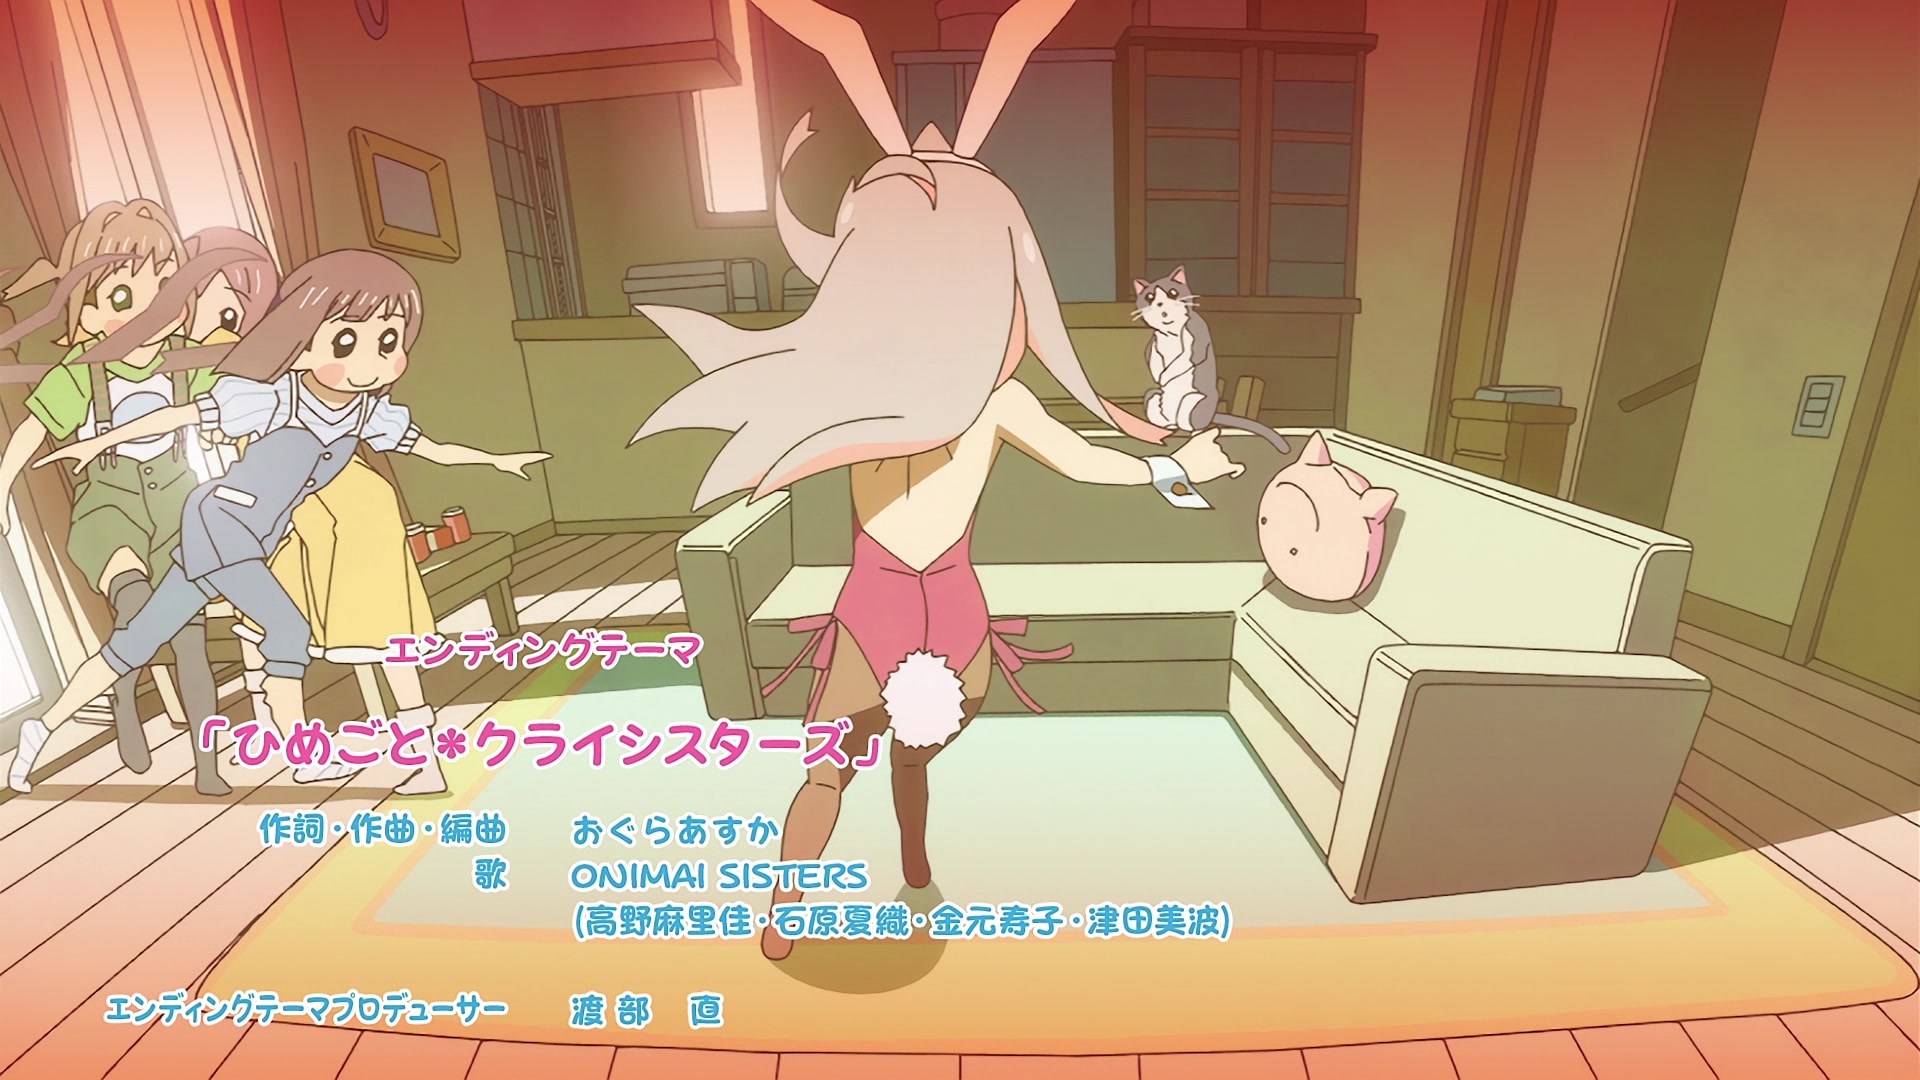 エンディングテーマ
「ひめごと*クライシスターズ」
作詞・作曲・編曲 おぐらあすか
歌 ONIMAI SISTERS
(高野麻里佳・石原夏織・金元寿子・津田美波)
エンディングテーマプロデューサー 渡部 直